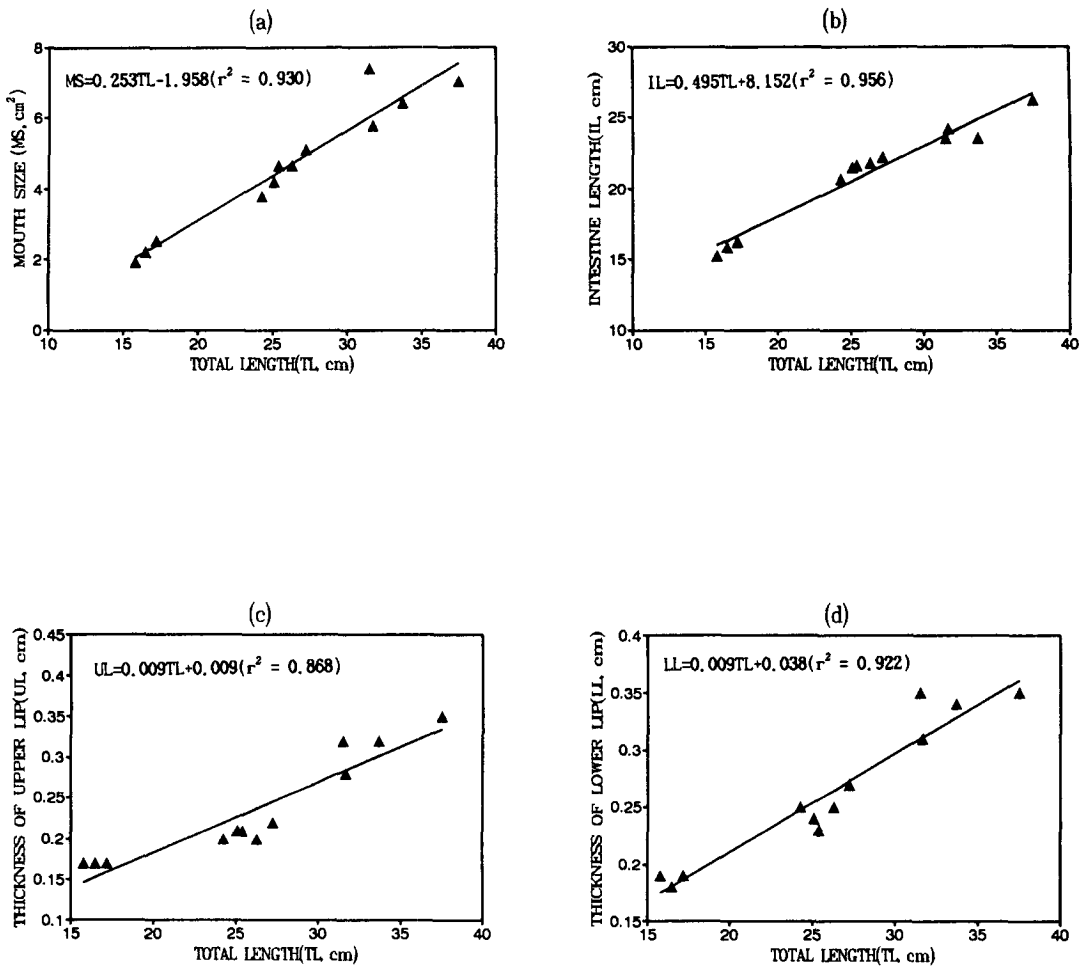 (a)
8
6
4
2
0
MOUTH SIZE (MS, cm²)
MS=0.253TL-1.958(r² = 0.930)
10 15 20 25 30 35 40
TOTAL LENGTH(TL, cm)
(b)
30
25
20
15
10
INTESTINE LENGTH(IL, cm)
IL=0.495TL+8.152(r² = 0.956)
10 15 20 25 30 35 40
TOTAL LENGTH(TL, cm)
(c)
0.45
0.4
0.35
0.3
0.25
0.2
0.15
0.1
THICKNESS OF UPPER LIP(UL, cm)
UL=0.009TL+0.009(r² = 0.868)
15 20 25 30 35 40
TOTAL LENGTH(TL, cm)
(d)
0.4
0.35
0.3
0.25
0.2
0.15
THICKNESS OF LOWER LIP(LL, cm)
LL=0.009TL+0.038(r² = 0.922)
15 20 25 30 35 40
TOTAL LENGTH(TL, cm)